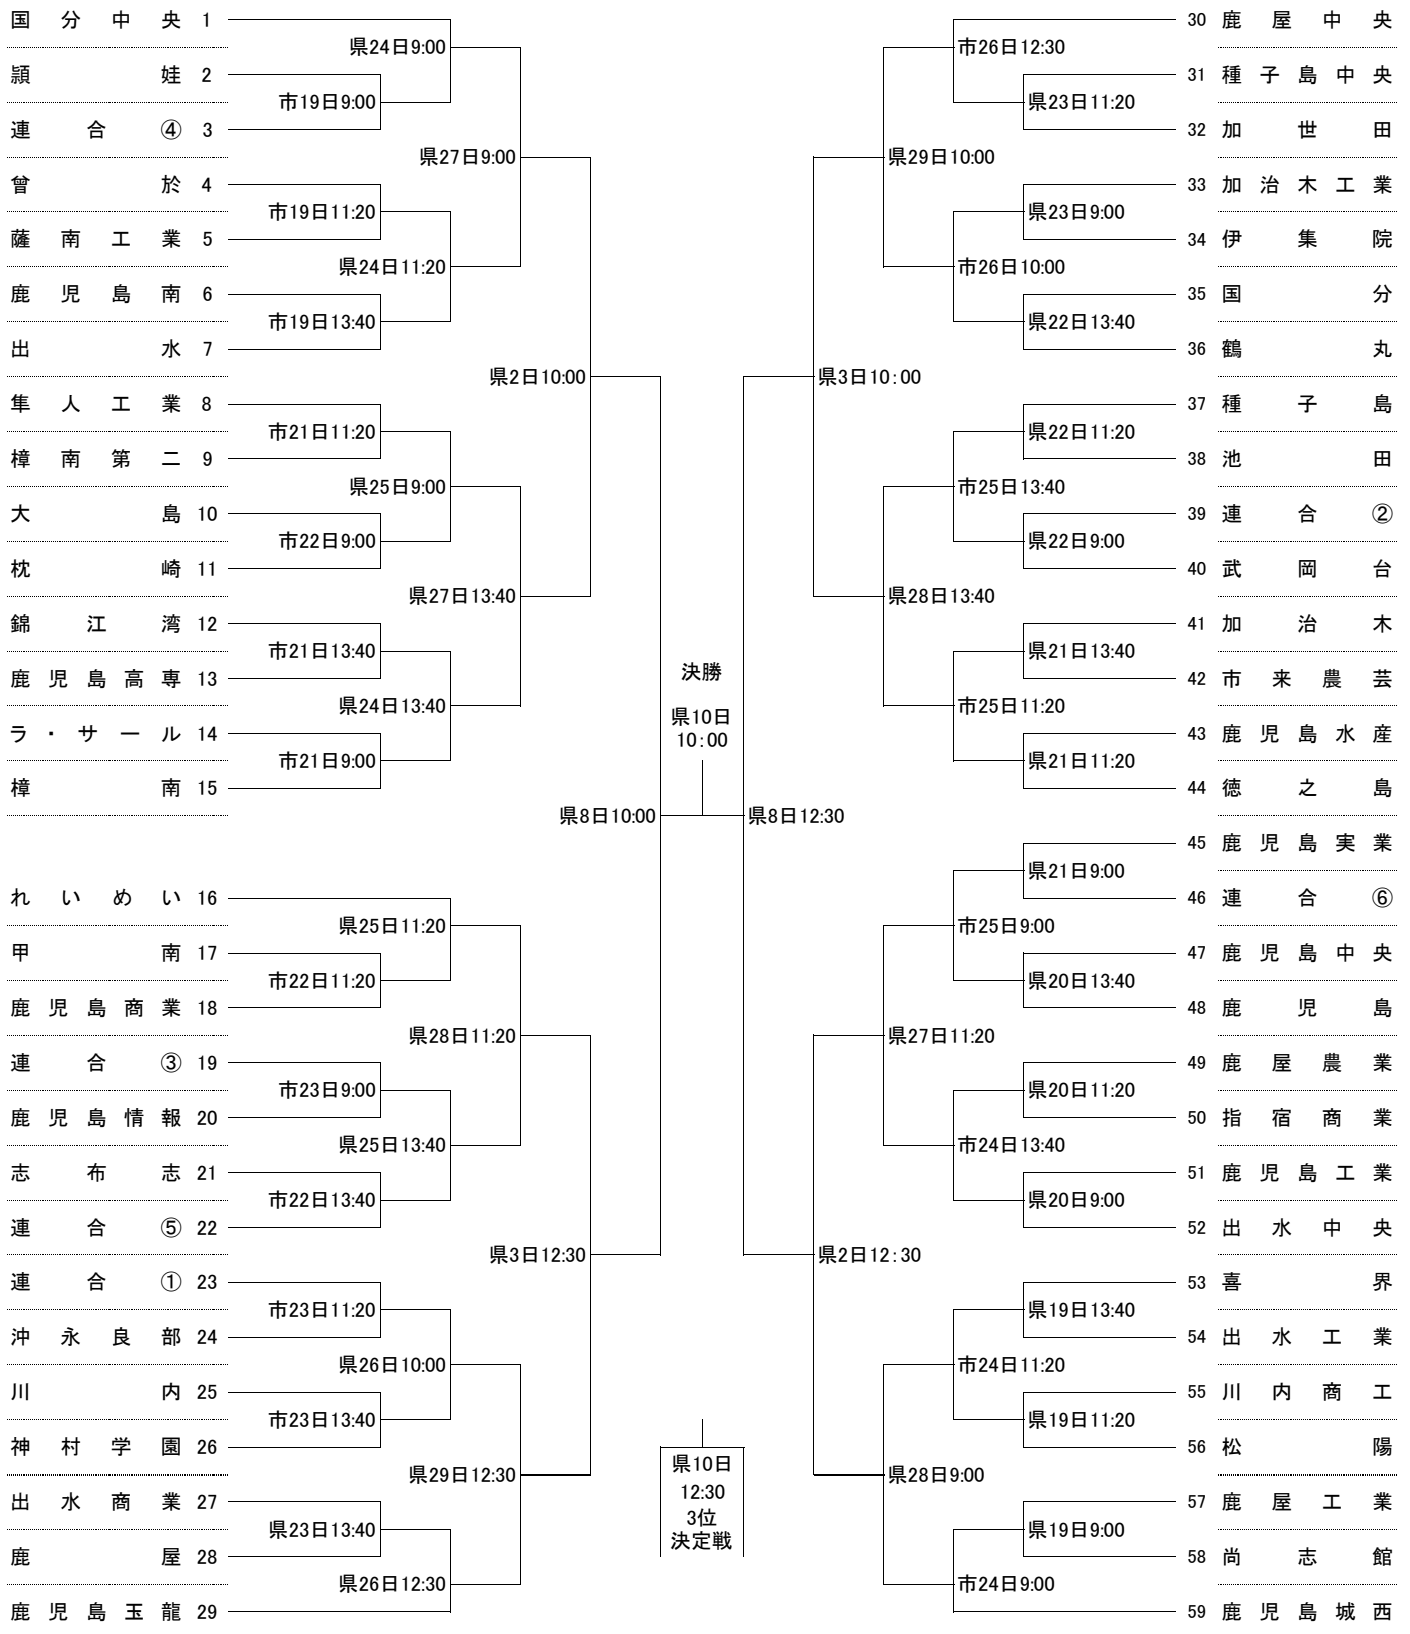 国分中央 1
県24日9:00
頴娃 2
市19日9:00
連合④ 3
県27日9:00
曾於 4
市19日11:20
薩南工業 5
県24日11:20
鹿児島南 6
市19日13:40
出水 7
県2日10:00
隼人工業 8
市21日11:20
樟南第二 9
県25日9:00
大島 10
市22日9:00
枕崎 11
県27日13:40
錦江湾 12
市21日13:40
鹿児島高専 13
県24日13:40
ラ・サール 14
市21日9:00
樟南 15
県8日10:00
れいめい 16
県25日11:20
甲南 17
市22日11:20
鹿児島商業 18
県28日11:20
連合③ 19
市23日9:00
鹿児島情報 20
県25日13:40
志布志 21
市22日13:40
連合⑤ 22
県3日12:30
連合① 23
市23日11:20
沖永良部 24
県26日10:00
川内 25
市23日13:40
神村学園 26
県29日12:30
出水商業 27
県23日13:40
鹿屋 28
県26日12:30
鹿児島玉龍 29
決勝
県10日
10:00
県10日
12:30
3位
決定戦
30 鹿屋中央
市26日12:30
31 種子島中央
県23日11:20
32 加世田
県29日10:00
33 加治木工業
県23日9:00
34 伊集院
市26日10:00
35 国分
県22日13:40
36 鶴丸
県3日10:00
37 種子島
県22日11:20
38 池田
市25日13:40
39 連合②
県22日9:00
40 武岡台
県28日13:40
41 加治木
県21日13:40
42 市来農芸
市25日11:20
43 鹿児島水産
県21日11:20
44 徳之島
県8日12:30
45 鹿児島実業
県21日9:00
46 連合⑥
市25日9:00
47 鹿児島中央
県20日13:40
48 鹿児島
県27日11:20
49 鹿屋農業
県20日11:20
50 指宿商業
市24日13:40
51 鹿児島工業
県20日9:00
52 出水中央
県2日12:30
53 喜界
県19日13:40
54 出水工業
市24日11:20
55 川内商工
県19日11:20
56 松陽
県28日9:00
57 鹿屋工業
県19日9:00
58 尚志館
市24日9:00
59 鹿児島城西